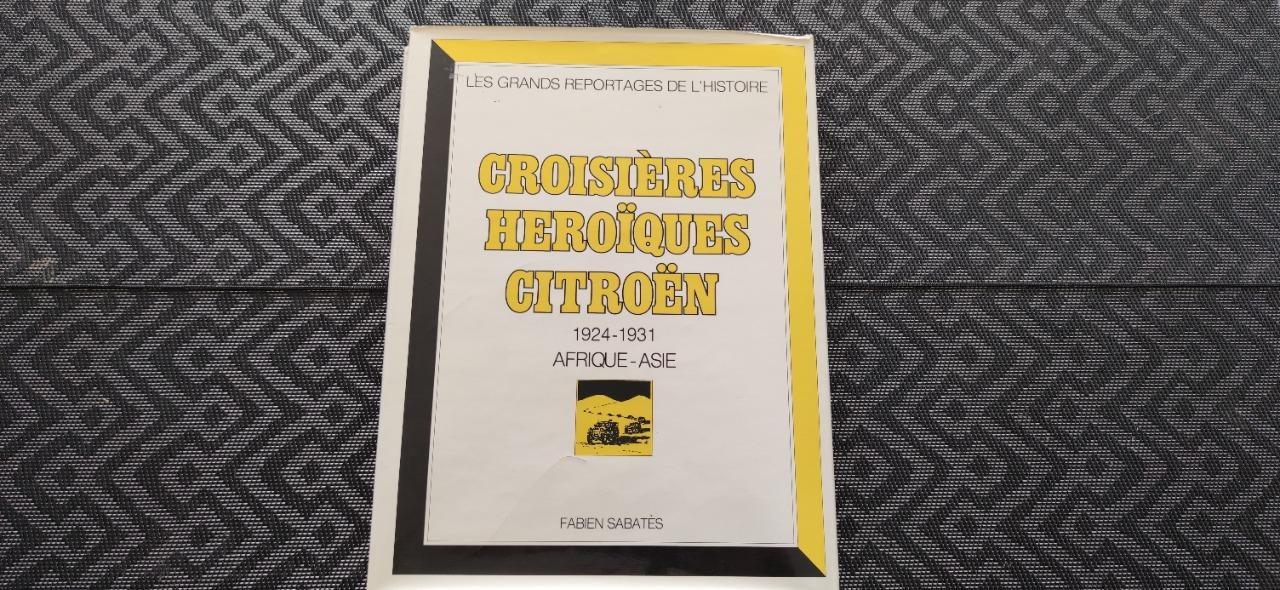 LES GRANDS REPORTAGES DE L'HISTOIRE
CROISIÈRES
HEROÏQUES
CITROËN
1924-1931
AFRIQUE-ASIE
FABIEN SABATÈS